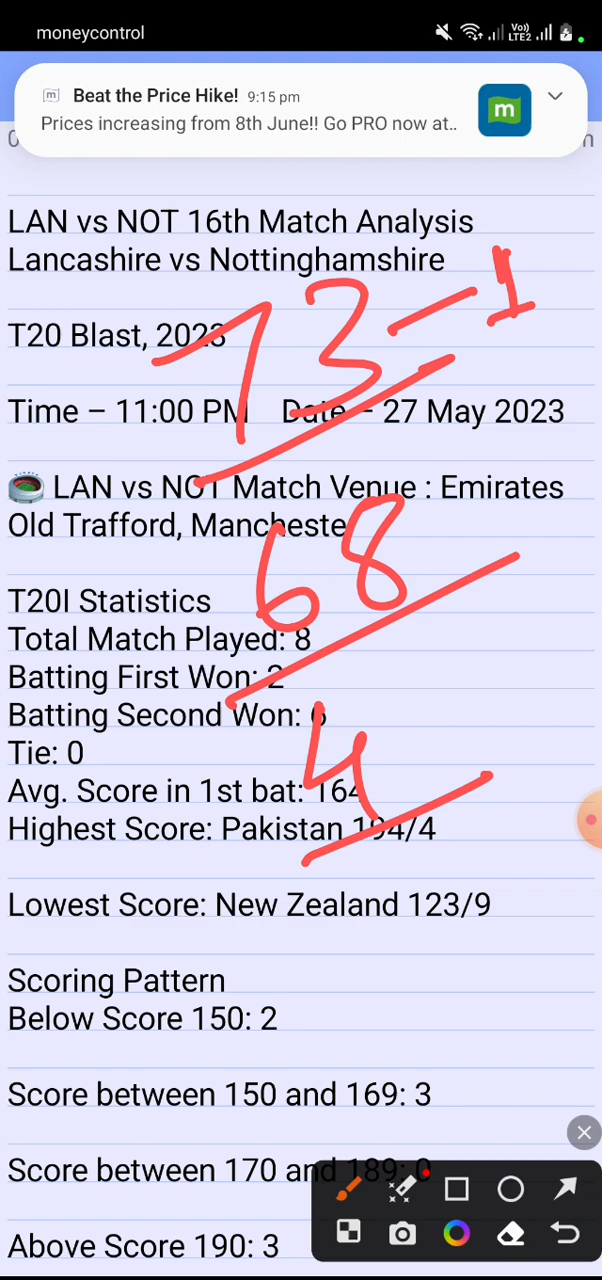 moneycontrol
Vo)) LTE2
m Beat the Price Hike! 9:15 pm
Prices increasing from 8th June!! Go PRO now at..
m
LAN vs NOT 16th Match Analysis
Lancashire vs Nottinghamshire
73-1
T20 Blast, 2023
Time – 11:00 PM Date – 27 May 2023
🏟 LAN vs NOT Match Venue : Emirates
Old Trafford, Mancheste
68
T20I Statistics
Total Match Played: 8
Batting First Won: 2
Batting Second Won: 6
4
Tie: 0
Avg. Score in 1st bat: 164
Highest Score: Pakistan 194/4
Lowest Score: New Zealand 123/9
Scoring Pattern
Below Score 150: 2
Score between 150 and 169: 3
Score between 170 and 189: 0
Above Score 190: 3